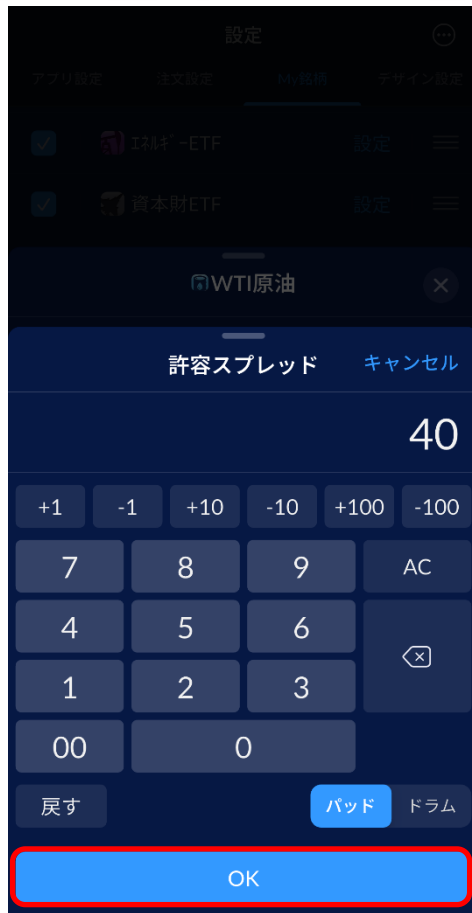 設定
アプリ設定 注文設定 My銘柄 デザイン設定
エネルギーETF 設定
資本財ETF 設定
WTI原油
許容スプレッド キャンセル
40
+1 -1 +10 -10 +100 -100
7 8 9 AC
4 5 6
1 2 3
00 0
戻す パッド ドラム
OK